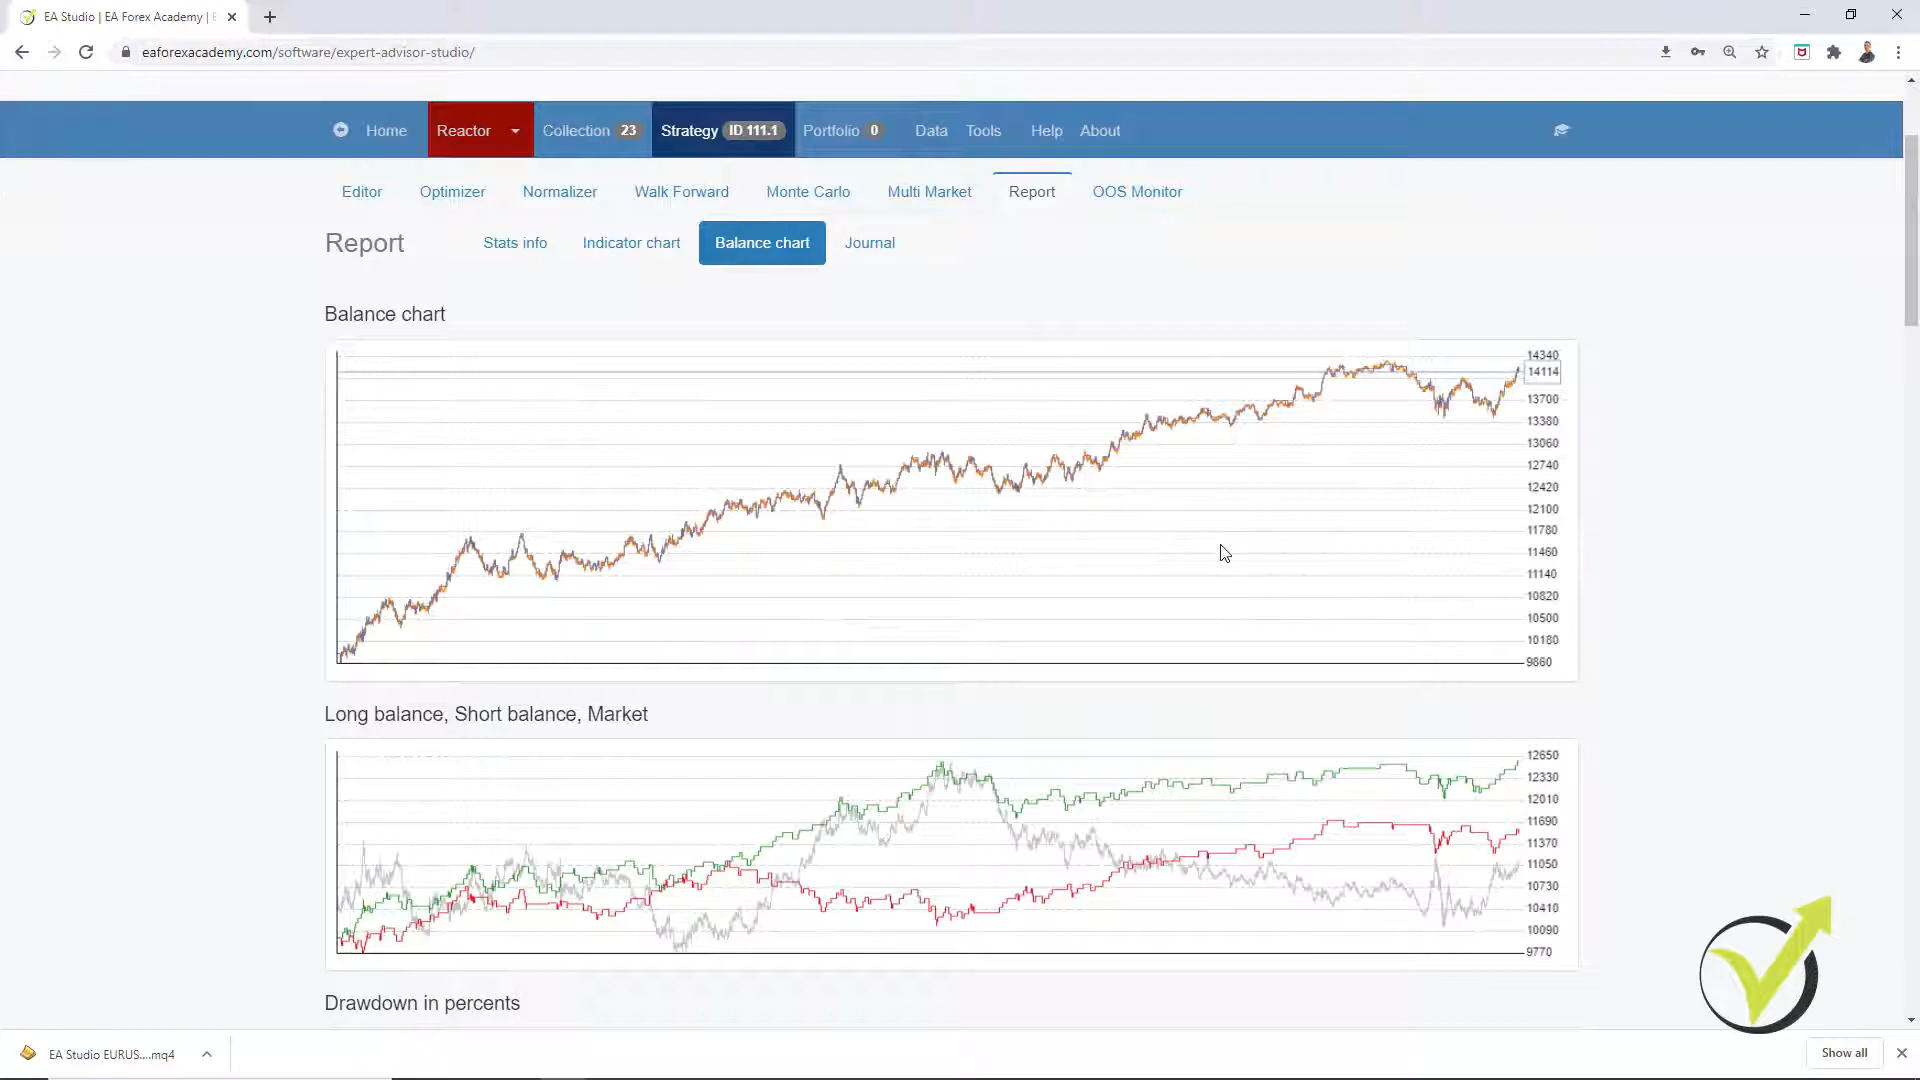 EA Studio | EA Forex Academy | E
eaforexacademy.com/software/expert-advisor-studio/
Home
Reactor
Collection 23
Strategy ID 111.1
Portfolio 0
Data
Tools
Help
About
Editor
Optimizer
Normalizer
Walk Forward
Monte Carlo
Multi Market
Report
OOS Monitor
Report
Stats info
Indicator chart
Balance chart
Journal
Balance chart
14340
14114
13700
13380
13060
12740
12420
12100
11780
11460
11140
10820
10500
10180
9860
Long balance, Short balance, Market
12650
12330
12010
11690
11370
11050
10730
10410
10090
9770
Drawdown in percents
EA Studio EURUS....mq4
Show all